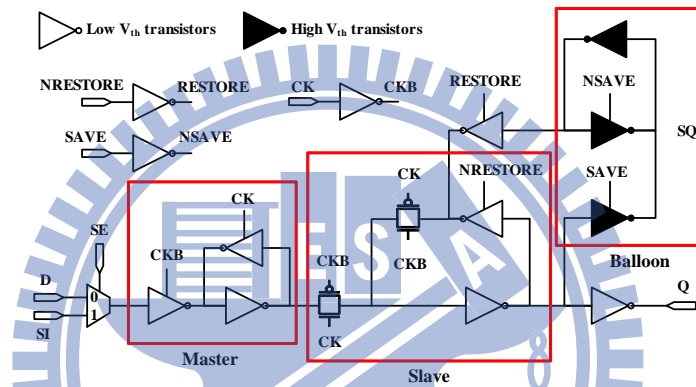 Low Vth transistors
High Vth transistors
NRESTORE
RESTORE
CK
CKB
RESTORE
NSAVE
SQ
SAVE
NSAVE
SAVE
CK
NRESTORE
CK
SE
CKB
CKB
CKB
Balloon
D
0
Q
SI
1
CK
Master
Slave